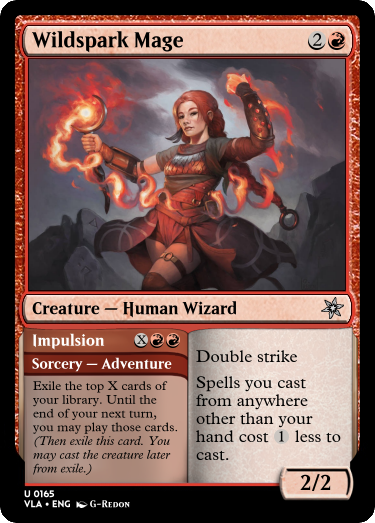 Wildspark Mage 2
Creature — Human Wizard
Impulsion X
Sorcery — Adventure
Exile the top X cards of
your library. Until the
end of your next turn,
you may play those cards.
(Then exile this card. You
may cast the creature later
from exile.)
Double strike
Spells you cast
from anywhere
other than your
hand cost 1 less to
cast.
2/2
U 0165
VLA • ENG G-Redon